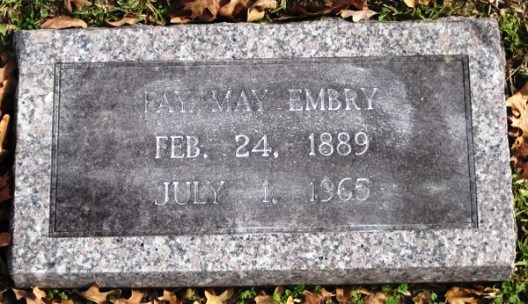 FAY MAY EMBRY
FEB. 24, 1889
JULY 1, 1965